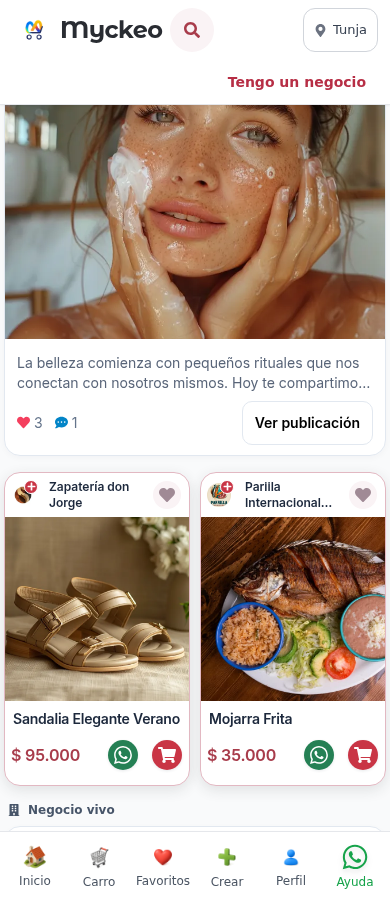 Myckeo
Tunja
Tengo un negocio
La belleza comienza con pequeños rituales que nos
conectan con nosotros mismos. Hoy te compartimo...
3
1
Ver publicación
Zapatería don
Jorge
Parilla
Internacional...
Sandalia Elegante Verano
Mojarra Frita
$ 95.000
$ 35.000
Negocio vivo
Inicio
Carro
Favoritos
Crear
Perfil
Ayuda